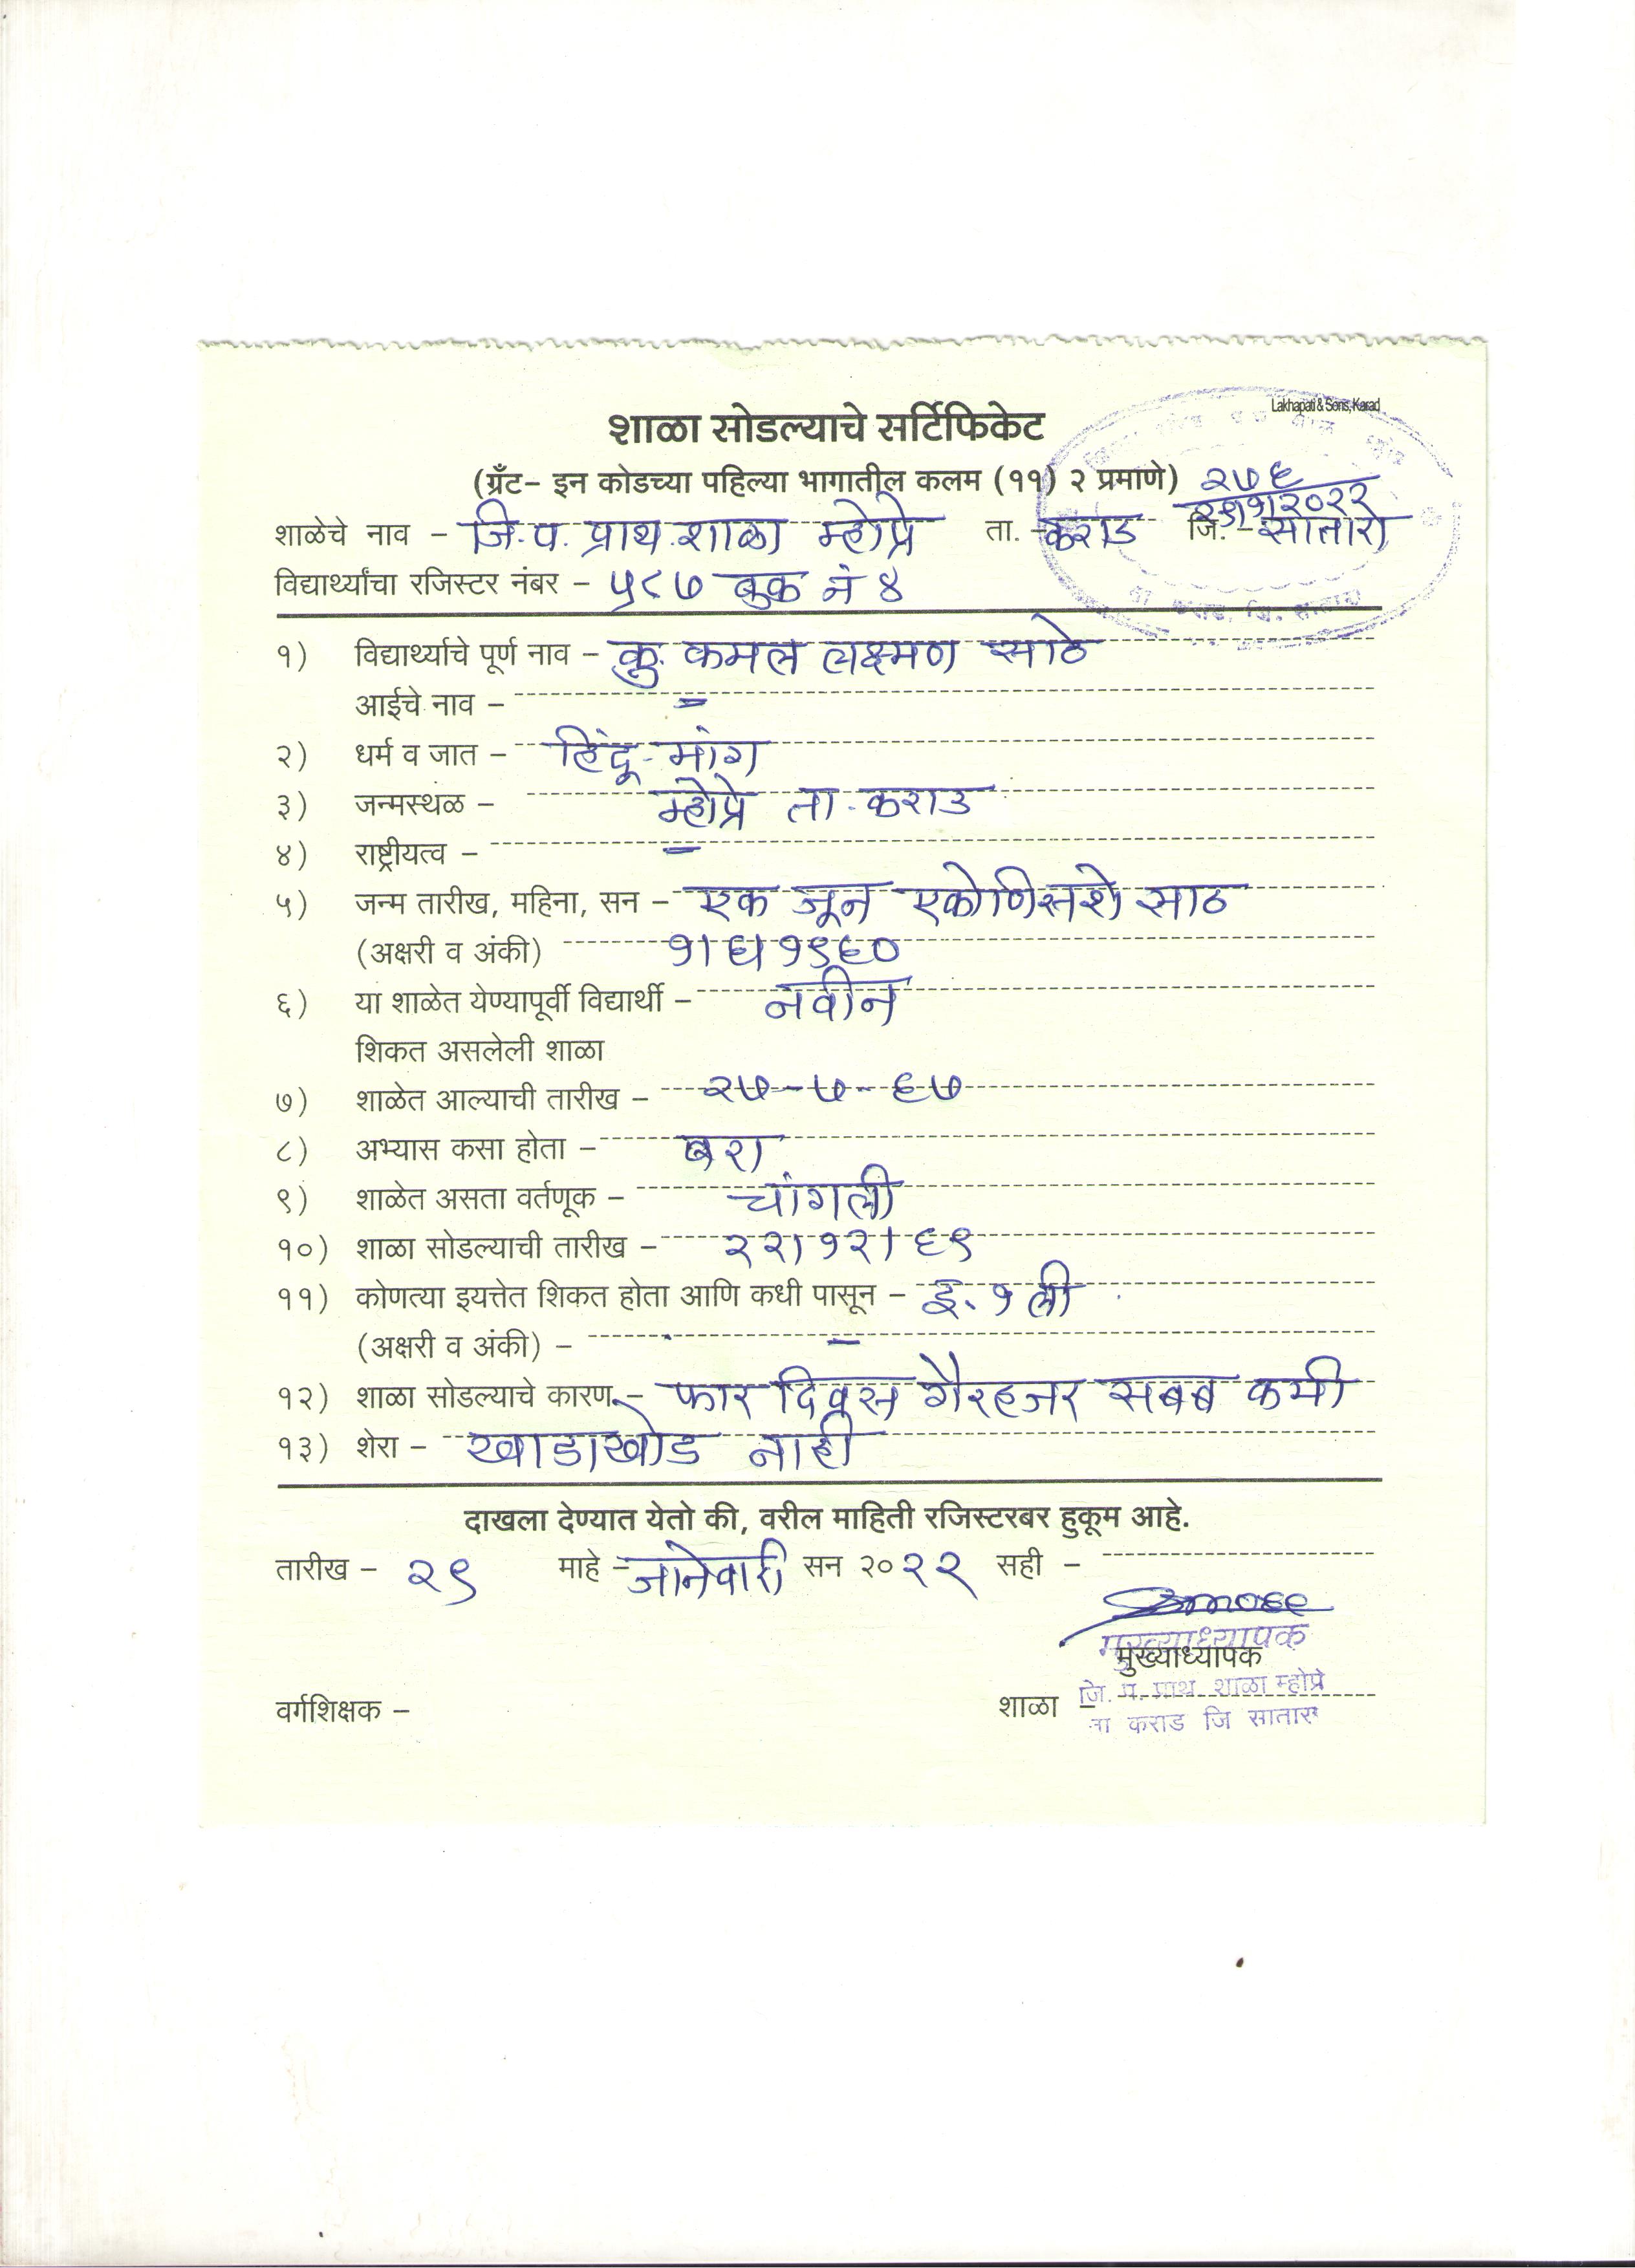 Lakhapati & Sons, Karad
शाळा सोडल्याचे सर्टिफिकेट
(ग्रँट- इन कोडच्या पहिल्या भागातील कलम (११) २ प्रमाणे) २७६
२९/१/२०२२
शाळेचे नाव - जि.प. प्राथ.शाळा म्होप्रे ता. - कराड जि. - सातारा
विद्यार्थ्यांचा रजिस्टर नंबर - ५८७ बुक नं ४
१) विद्यार्थ्याचे पूर्ण नाव - कु. कमल लक्ष्मण साठे
आईचे नाव - -
२) धर्म व जात - हिंदू - मांग
३) जन्मस्थळ - म्होप्रे ता. कराड
४) राष्ट्रीयत्व - -
५) जन्म तारीख, महिना, सन - एक जून एकोणिसशे साठ
(अक्षरी व अंकी) १।६।१९६०
६) या शाळेत येण्यापूर्वी विद्यार्थी - नवीन
शिकत असलेली शाळा
७) शाळेत आल्याची तारीख - २७-७-६७
८) अभ्यास कसा होता - बरा
९) शाळेत असता वर्तणूक - चांगली
१०) शाळा सोडल्याची तारीख - २२।१२।६९
११) कोणत्या इयत्तेत शिकत होता आणि कधी पासून - इ. १ ली
(अक्षरी व अंकी) - -
१२) शाळा सोडल्याचे कारण - फार दिवस गैरहजर सबब कमी
१३) शेरा - खाडाखोड नाही
दाखला देण्यात येतो की, वरील माहिती रजिस्टरबर हुकूम आहे.
तारीख - २९ माहे - जानेवारी सन २०२२ सही -
मुख्याध्यापक
मुख्याध्यापक
वर्गशिक्षक - शाळा - जि. प. प्राथ. शाळा म्होप्रे
ता कराड जि सातारा